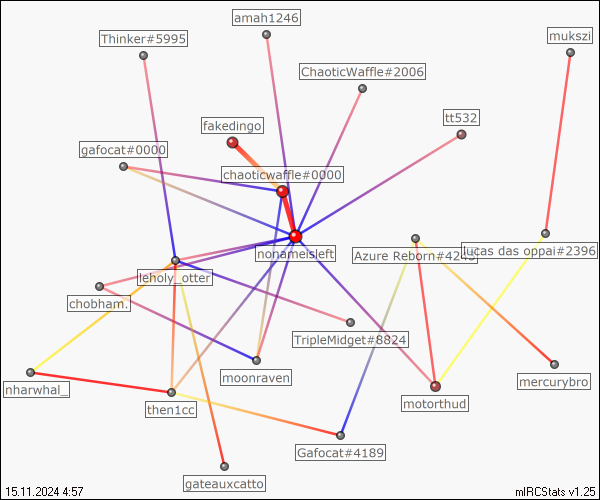 amah1246
Thinker#5995
mukszi
ChaoticWaffle#2006
tt532
fakedingo
gafocat#0000
chaoticwaffle#0000
nonameisleft
Azure Reborn#424
lucas das oppai#2396
leholy_otter
chobham.
TripleMidget#8824
moonraven
mercurybro
nharwhal_
motorthud
then1cc
Gafocat#4189
gateauxcatto
15.11.2024 4:57
mIRCStats v1.25